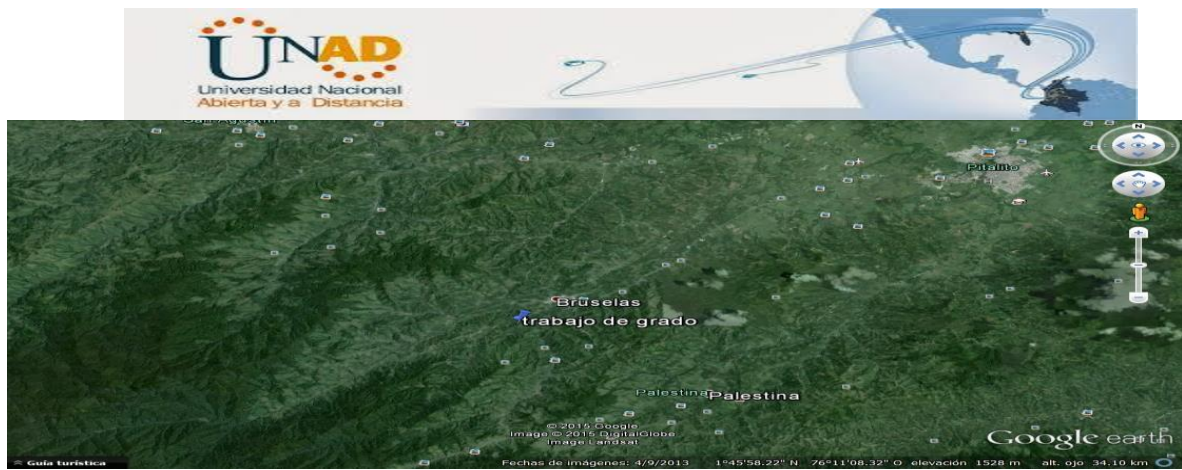 UNAD
Universidad Nacional
Abierta y a Distancia
San Agustín
N
Pitalito
H
Bruselas
trabajo de grado
Palestina
Palestina
© 2015 Google
Image © 2015 DigitalGlobe
Image Landsat
Google earth
Guía turística
Fechas de imágenes: 4/9/2013 1°45'58.22" N 76°11'08.32" O elevación 1528 m alt. ojo 34.10 km